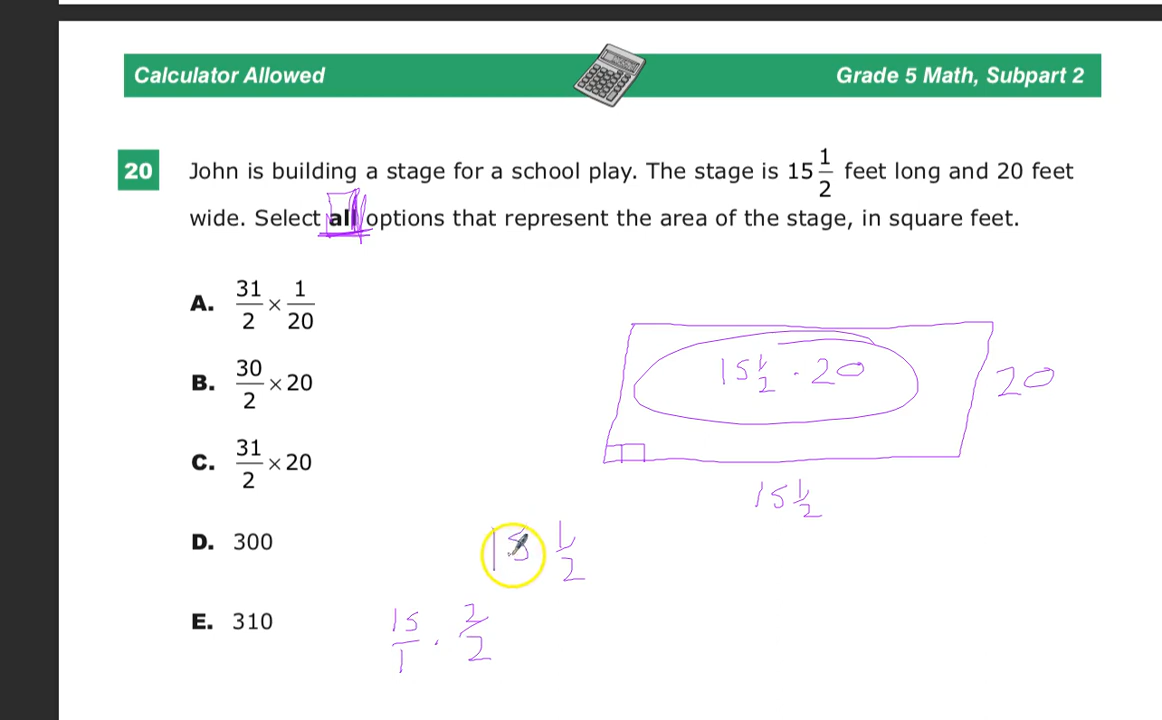 Calculator Allowed
Grade 5 Math, Subpart 2
20 John is building a stage for a school play. The stage is 15 1/2 feet long and 20 feet
wide. Select all options that represent the area of the stage, in square feet.
A. 31/2 × 1/20
B. 30/2 × 20
C. 31/2 × 20
D. 300
E. 310
15 1/2 · 20
20
15 1/2
15 1/2
15/1 · 2/2